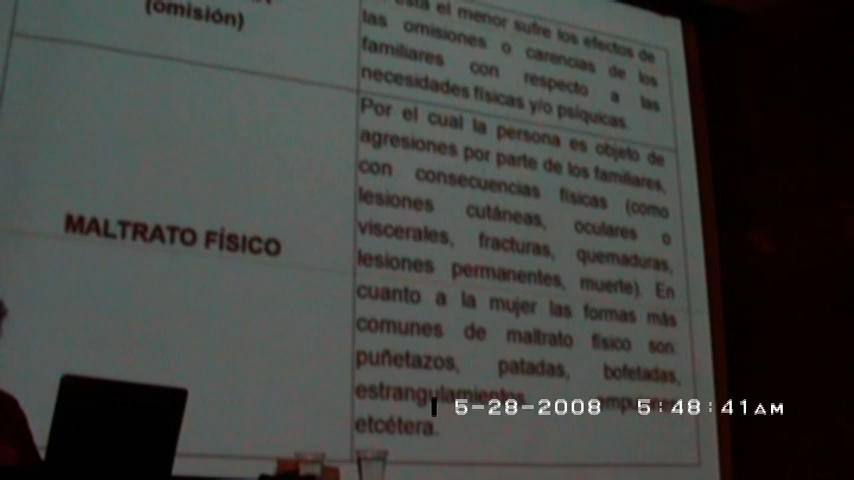 (omisión)
está el menor sufre los efectos de
las omisiones o carencias de los
familiares con respecto a las
necesidades físicas y/o psíquicas.
MALTRATO FÍSICO
Por el cual la persona es objeto de
agresiones por parte de los familiares,
con consecuencias físicas (como
lesiones cutáneas, oculares o
viscerales, fracturas, quemaduras,
lesiones permanentes, muerte). En
cuanto a la mujer las formas más
comunes de maltrato físico son:
puñetazos, patadas, bofetadas,
estrangulamientos,
etcétera.
5-28-2008 5:48:41AM